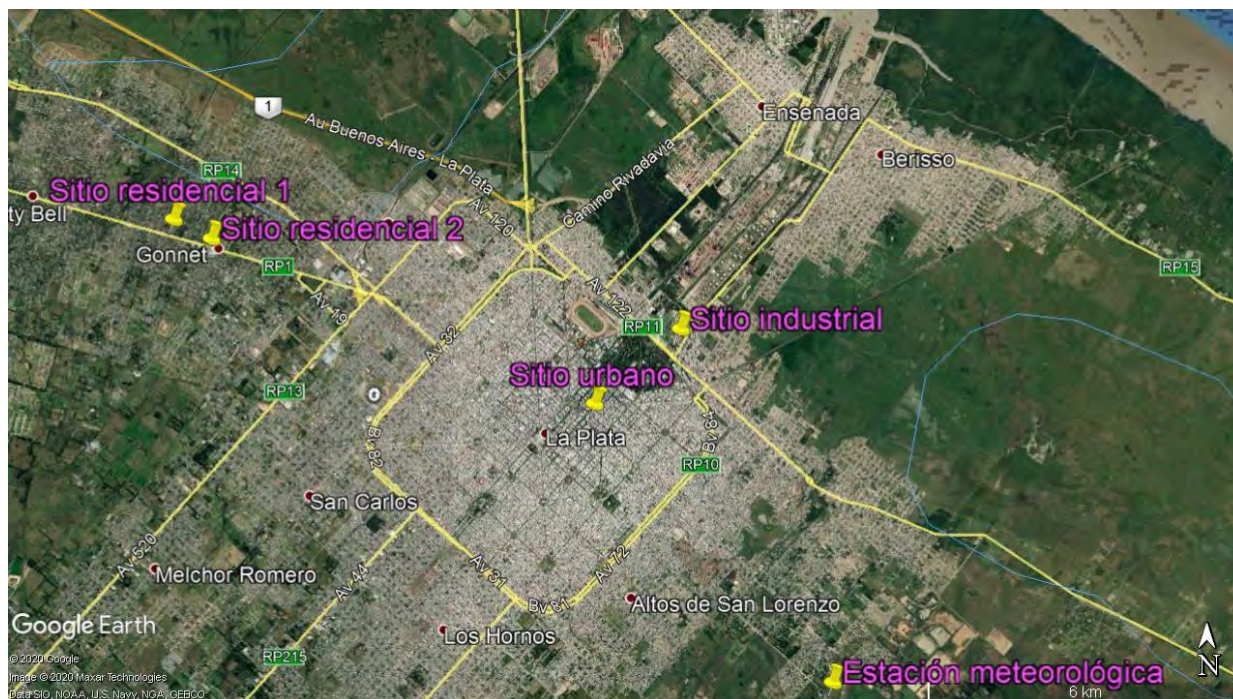 Ensenada
1
Au Buenos Aires - La Plata
Camino Rivadavia
Berisso
RP14
Sitio residencial 1
ty Bell
Av 120
Sitio residencial 2
Gonnet
RP1
RP15
Av 19
Av 122
RP11
Sitio industrial
Av 32
Sitio urbano
RP13
Bv 84
La Plata
Bv 82
RP10
San Carlos
Av 520
Melchor Romero
Av 44
Av 31
Av 72
Bv 81
Altos de San Lorenzo
Google Earth
Los Hornos
N
© 2020 Google
RP215
Image © 2020 Maxar Technologies
Estación meteorológica
Data SIO, NOAA, U.S. Navy, NGA, GEBCO
6 km